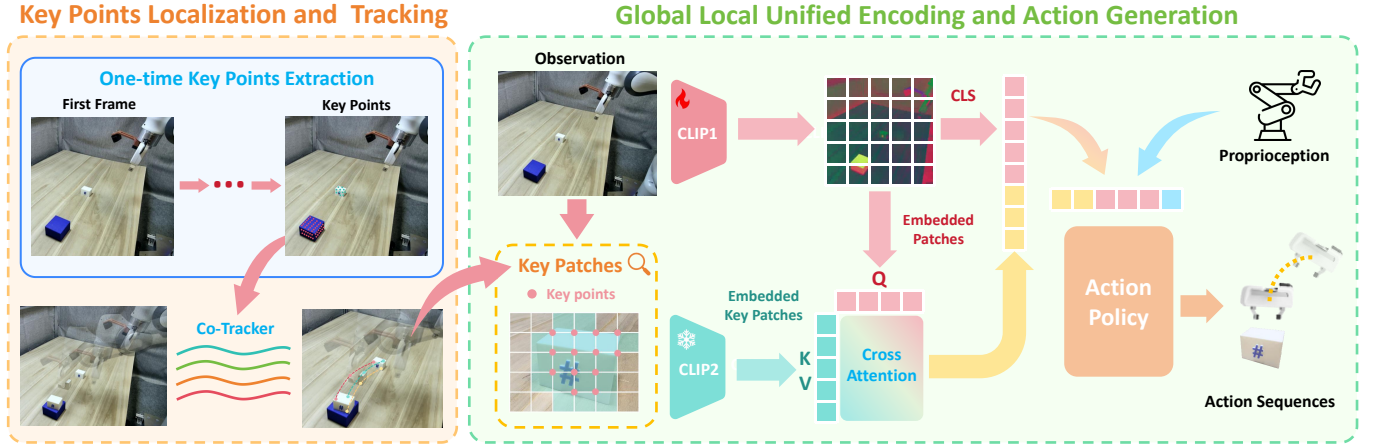 Key Points Localization and Tracking
One-time Key Points Extraction
First Frame
Key Points
Co-Tracker
Global Local Unified Encoding and Action Generation
Observation
CLIP1
CLS
Proprioception
Embedded
Patches
Key Patches
Key points
#
Embedded
Key Patches
CLIP2
Q
K
V
Cross
Attention
Action
Policy
#
Action Sequences